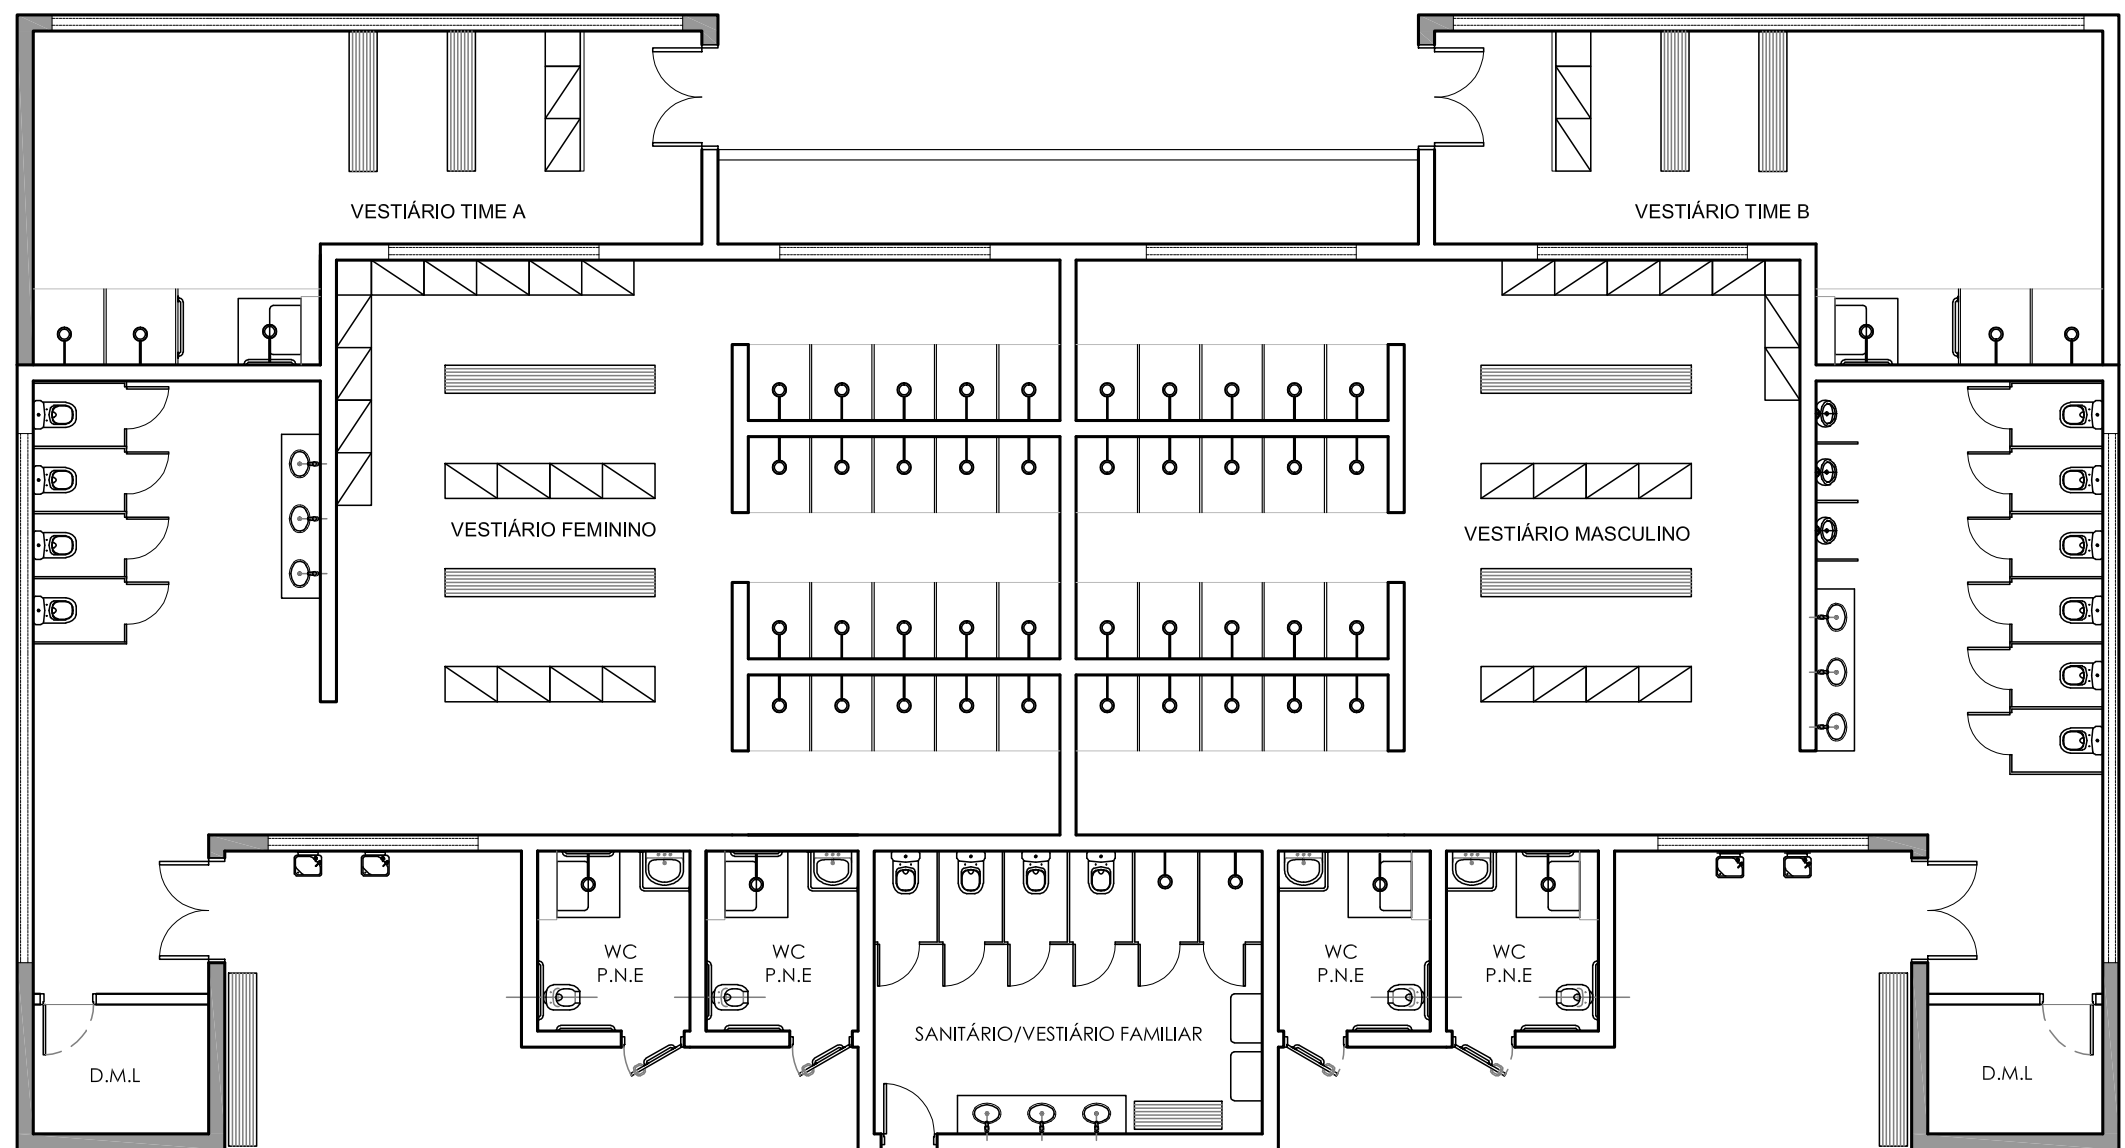 VESTIÁRIO TIME A
VESTIÁRIO TIME B
VESTIÁRIO FEMININO
VESTIÁRIO MASCULINO
WC
P.N.E
WC
P.N.E
WC
P.N.E
WC
P.N.E
SANITÁRIO/VESTIÁRIO FAMILIAR
D.M.L
D.M.L